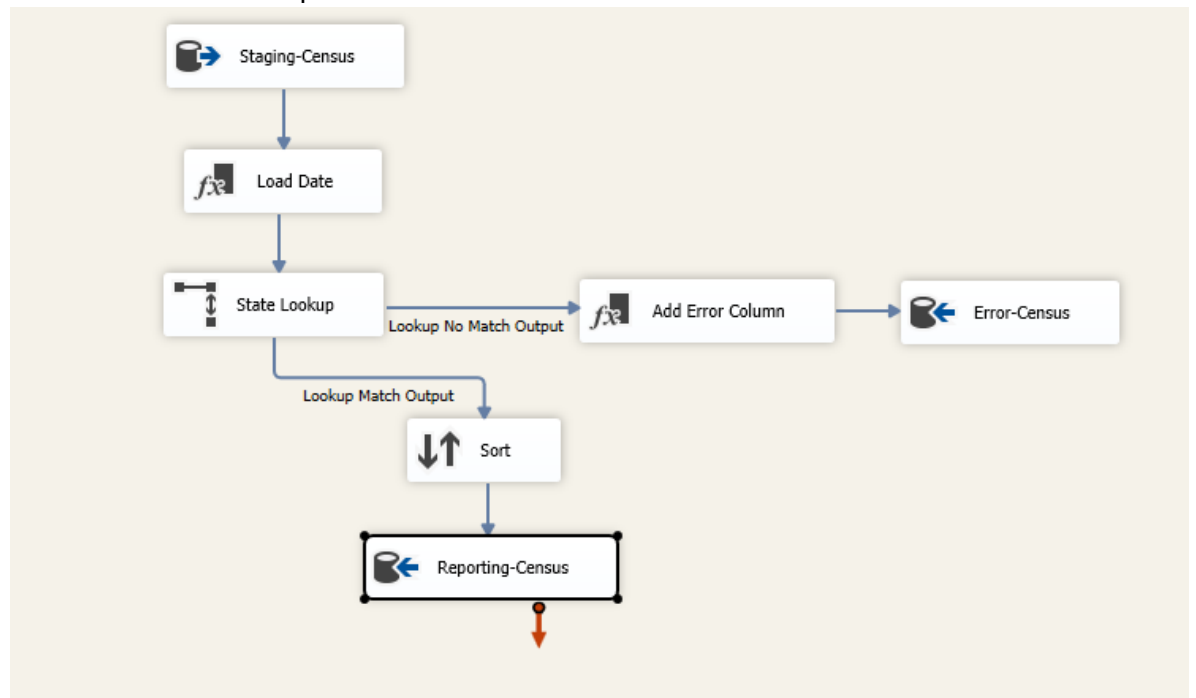 Staging-Census
Load Date
State Lookup
Lookup No Match Output
Add Error Column
Error-Census
Lookup Match Output
Sort
Reporting-Census